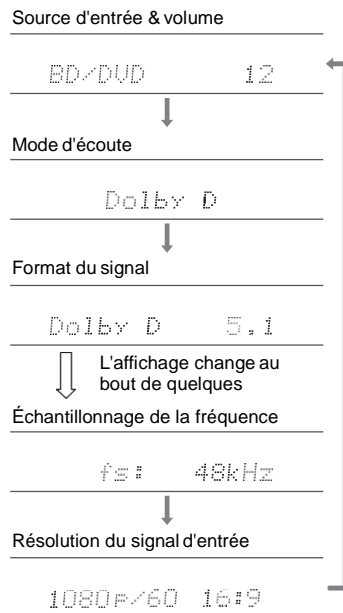 Source d'entrée & volume
BD/DVD 12
Mode d'écoute
Dolby D
Format du signal
Dolby D 5.1
L'affichage change au
bout de quelques
Échantillonnage de la fréquence
fs: 48kHz
Résolution du signal d'entrée
1080p/60 16:9